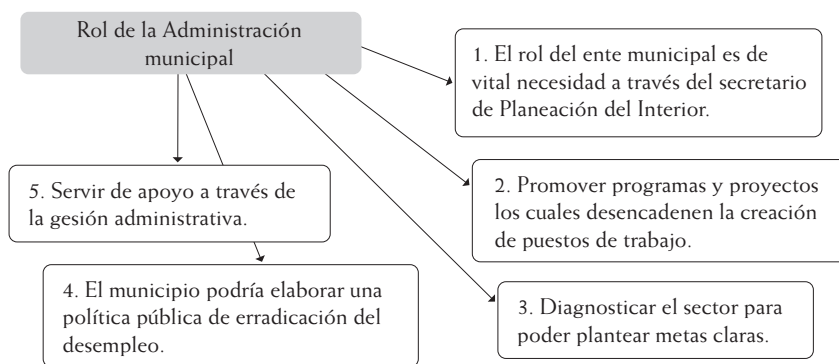 Rol de la Administración
municipal
1. El rol del ente municipal es de
vital necesidad a través del secretario
de Planeación del Interior.
2. Promover programas y proyectos
los cuales desencadenen la creación
de puestos de trabajo.
3. Diagnosticar el sector para
poder plantear metas claras.
4. El municipio podría elaborar una
política pública de erradicación del
desempleo.
5. Servir de apoyo a través de
la gesión administrativa.